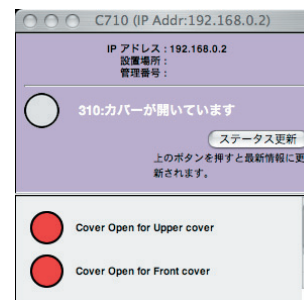 C710 (IP Addr:192.168.0.2)
IP アドレス : 192.168.0.2
設置場所 :
管理番号 :
310:カバーが開いています
ステータス更新
上のボタンを押すと最新情報に更
新されます。
Cover Open for Upper cover
Cover Open for Front cover